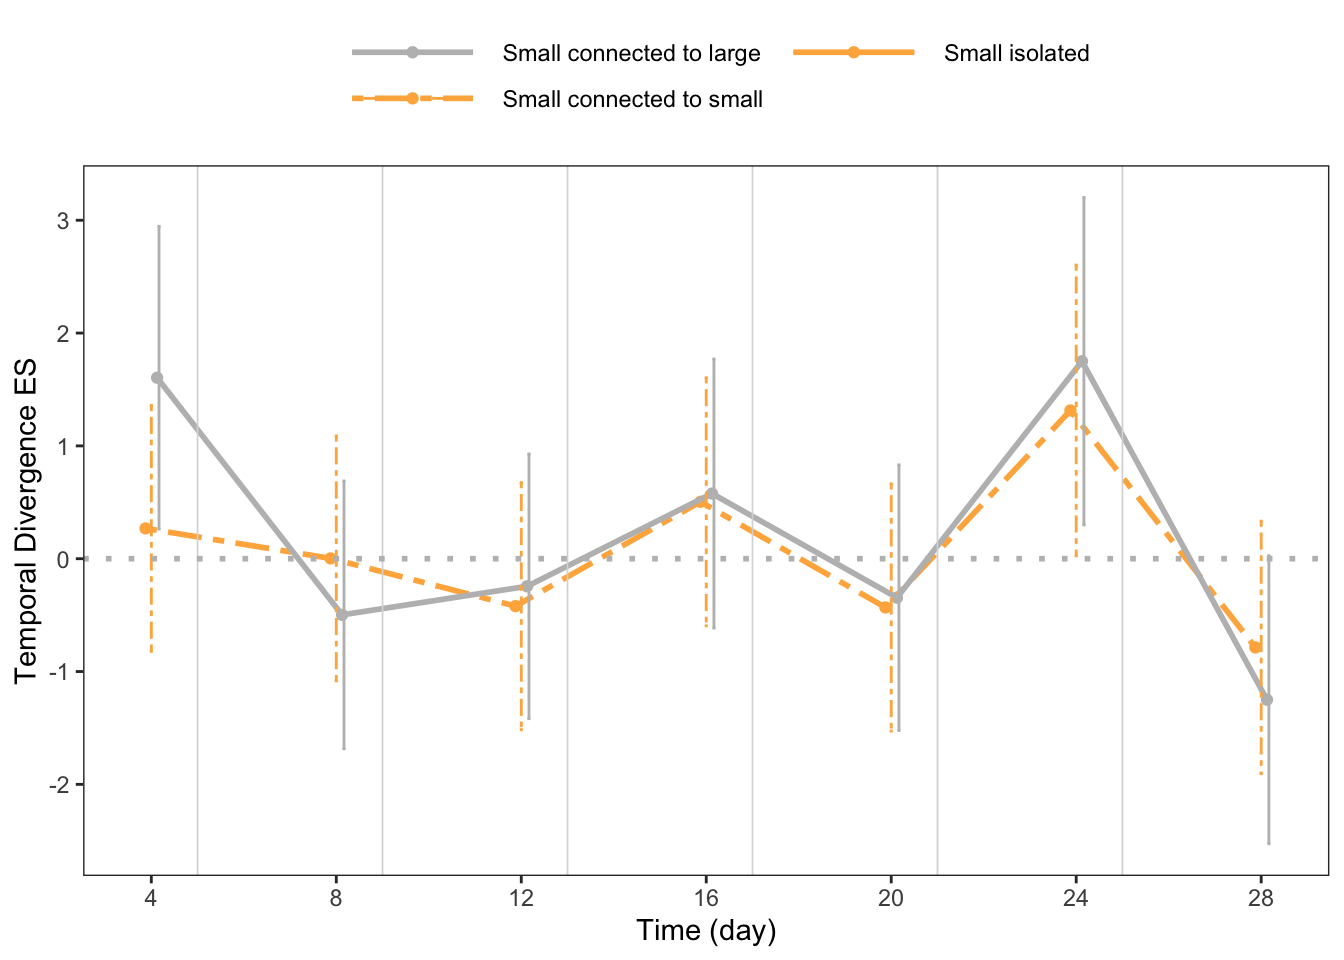 Small connected to large
Small isolated
Small connected to small
Temporal Divergence ES
3
2
1
0
-1
-2
4 8 12 16 20 24 28
Time (day)